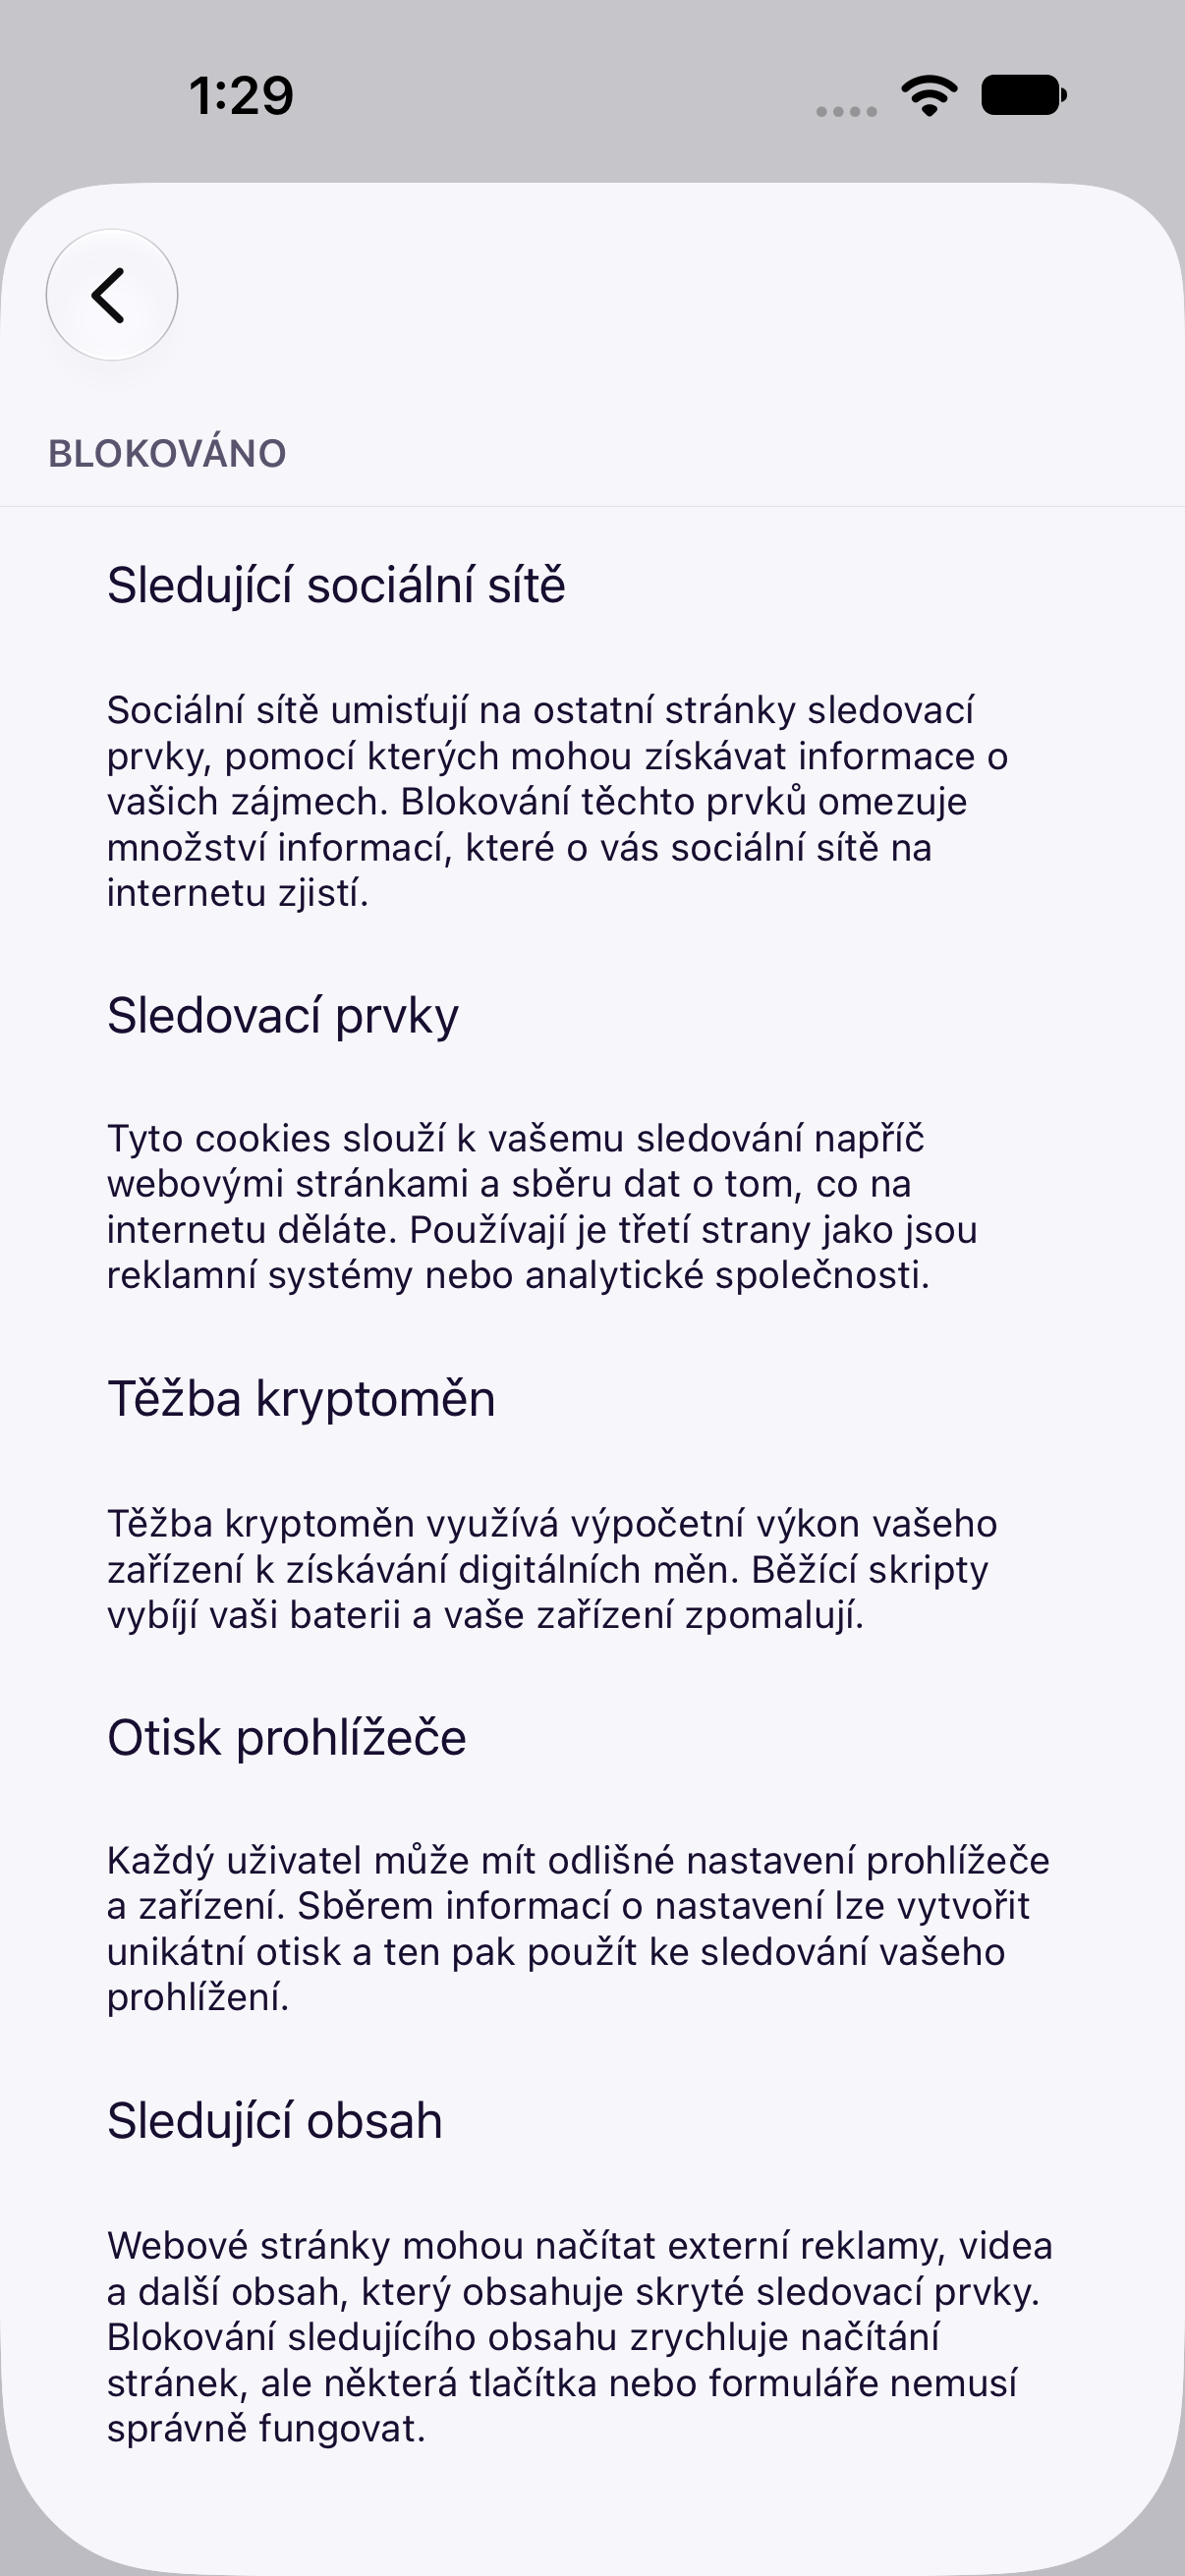 1:29
BLOKOVÁNO
Sledující sociální sítě
Sociální sítě umisťují na ostatní stránky sledovací
prvky, pomocí kterých mohou získávat informace o
vašich zájmech. Blokování těchto prvků omezuje
množství informací, které o vás sociální sítě na
internetu zjistí.
Sledovací prvky
Tyto cookies slouží k vašemu sledování napříč
webovými stránkami a sběru dat o tom, co na
internetu děláte. Používají je třetí strany jako jsou
reklamní systémy nebo analytické společnosti.
Těžba kryptoměn
Těžba kryptoměn využívá výpočetní výkon vašeho
zařízení k získávání digitálních měn. Běžící skripty
vybíjí vaši baterii a vaše zařízení zpomalují.
Otisk prohlížeče
Každý uživatel může mít odlišné nastavení prohlížeče
a zařízení. Sběrem informací o nastavení lze vytvořit
unikátní otisk a ten pak použít ke sledování vašeho
prohlížení.
Sledující obsah
Webové stránky mohou načítat externí reklamy, videa
a další obsah, který obsahuje skryté sledovací prvky.
Blokování sledujícího obsahu zrychluje načítání
stránek, ale některá tlačítka nebo formuláře nemusí
správně fungovat.